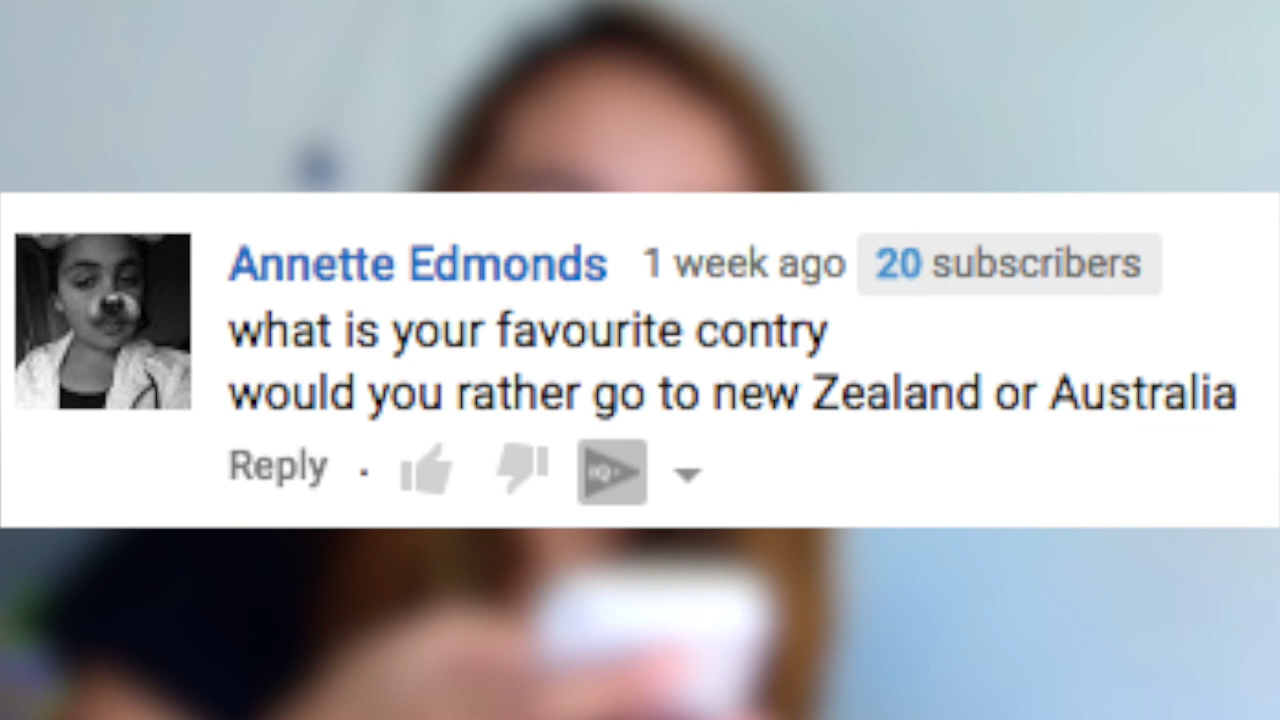 Annette Edmonds 1 week ago 20 subscribers
what is your favourite contry
would you rather go to new Zealand or Australia
Reply ·